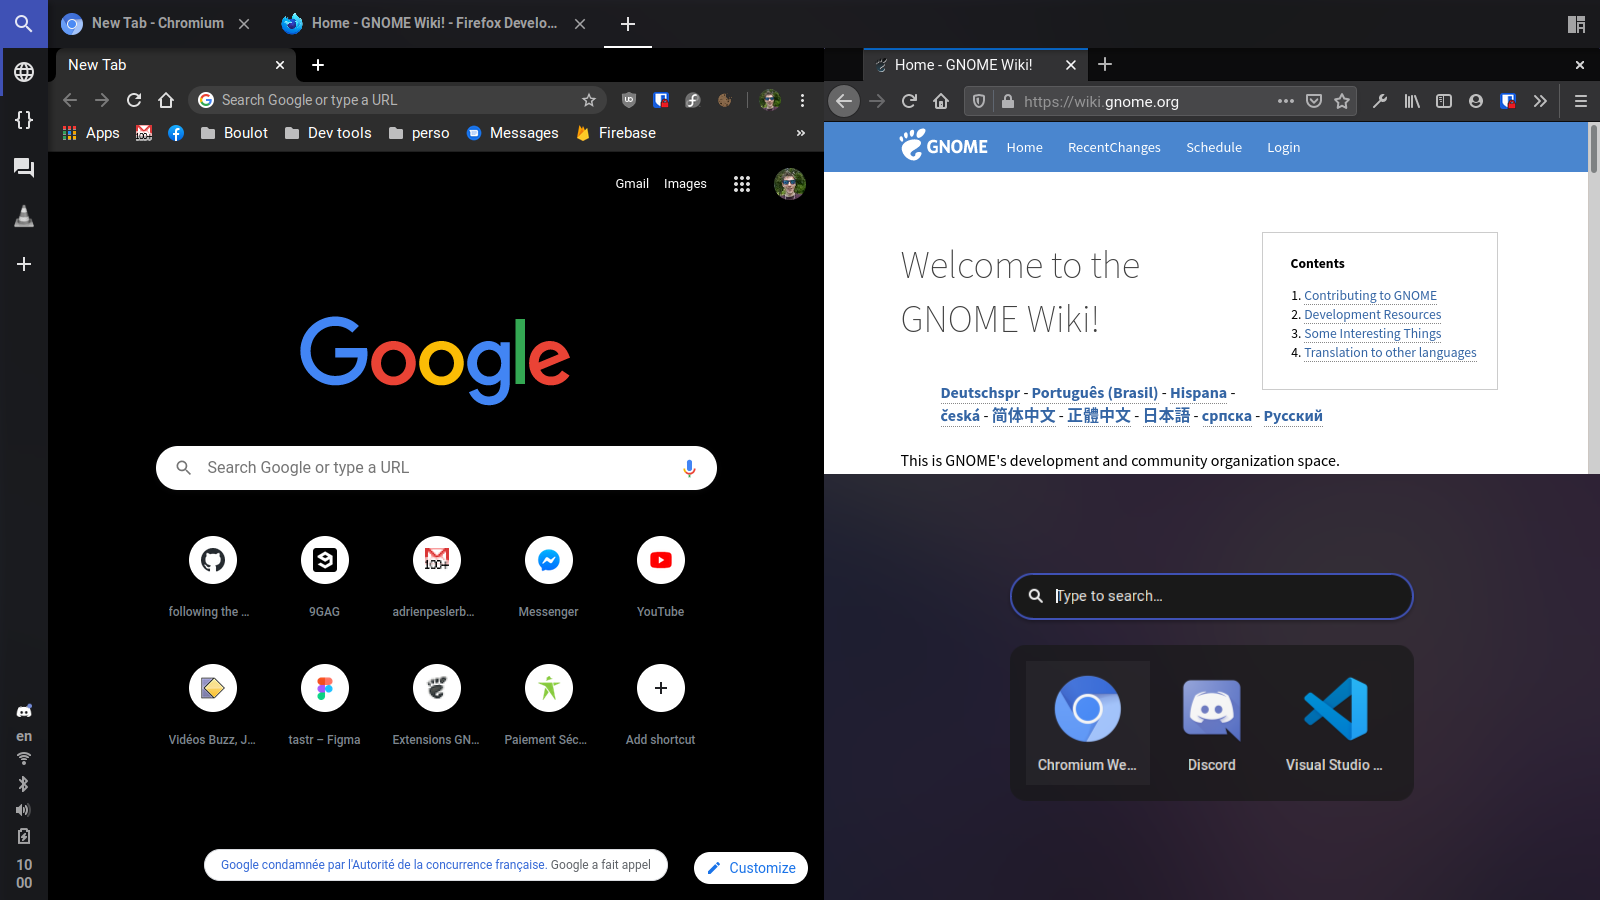 New Tab - Chromium
Home - GNOME Wiki! - Firefox Develo...
New Tab
Search Google or type a URL
Apps
100+
Boulot
Dev tools
perso
Messages
Firebase
»
Gmail
Images
Google
Search Google or type a URL
following the ...
9GAG
100+
adrienpeslerb...
Messenger
YouTube
Vidéos Buzz, J...
tastr – Figma
Extensions GN...
Paiement Séc...
Add shortcut
Google condamnée par l'Autorité de la concurrence française. Google a fait appel
Customize
en
10
00
Home - GNOME Wiki!
https://wiki.gnome.org
GNOME
Home
RecentChanges
Schedule
Login
Welcome to the
GNOME Wiki!
Contents
1. Contributing to GNOME
2. Development Resources
3. Some Interesting Things
4. Translation to other languages
Deutschspr - Português (Brasil) - Hispana -
česká - 简体中文 - 正體中文 - 日本語 - српска - Русский
This is GNOME's development and community organization space.
Type to search...
Chromium We...
Discord
Visual Studio ...